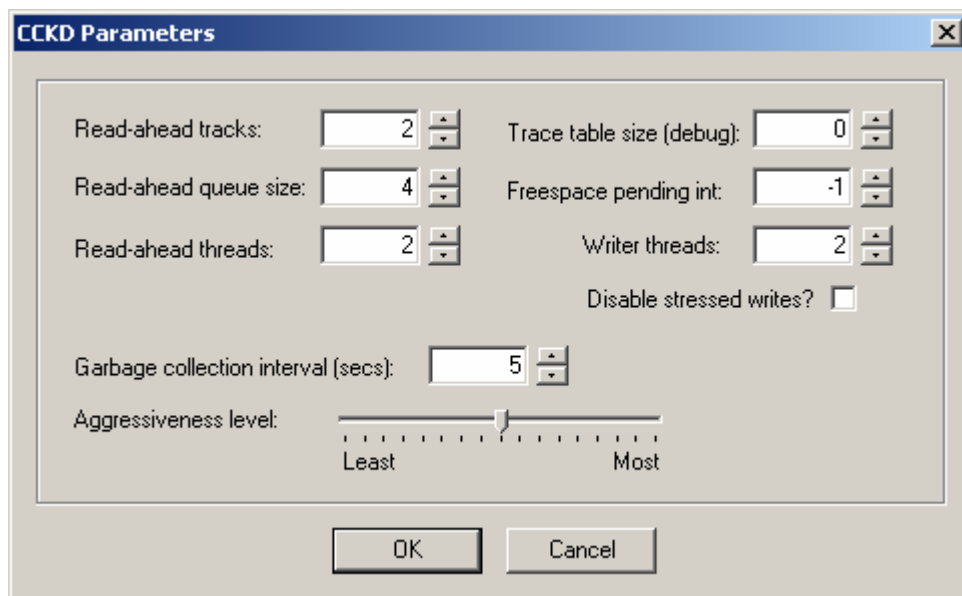 CCKD Parameters
Read-ahead tracks: 2
Trace table size (debug): 0
Read-ahead queue size: 4
Freespace pending int: -1
Read-ahead threads: 2
Writer threads: 2
Disable stressed writes?
Garbage collection interval (secs): 5
Aggressiveness level:
Least Most
OK Cancel